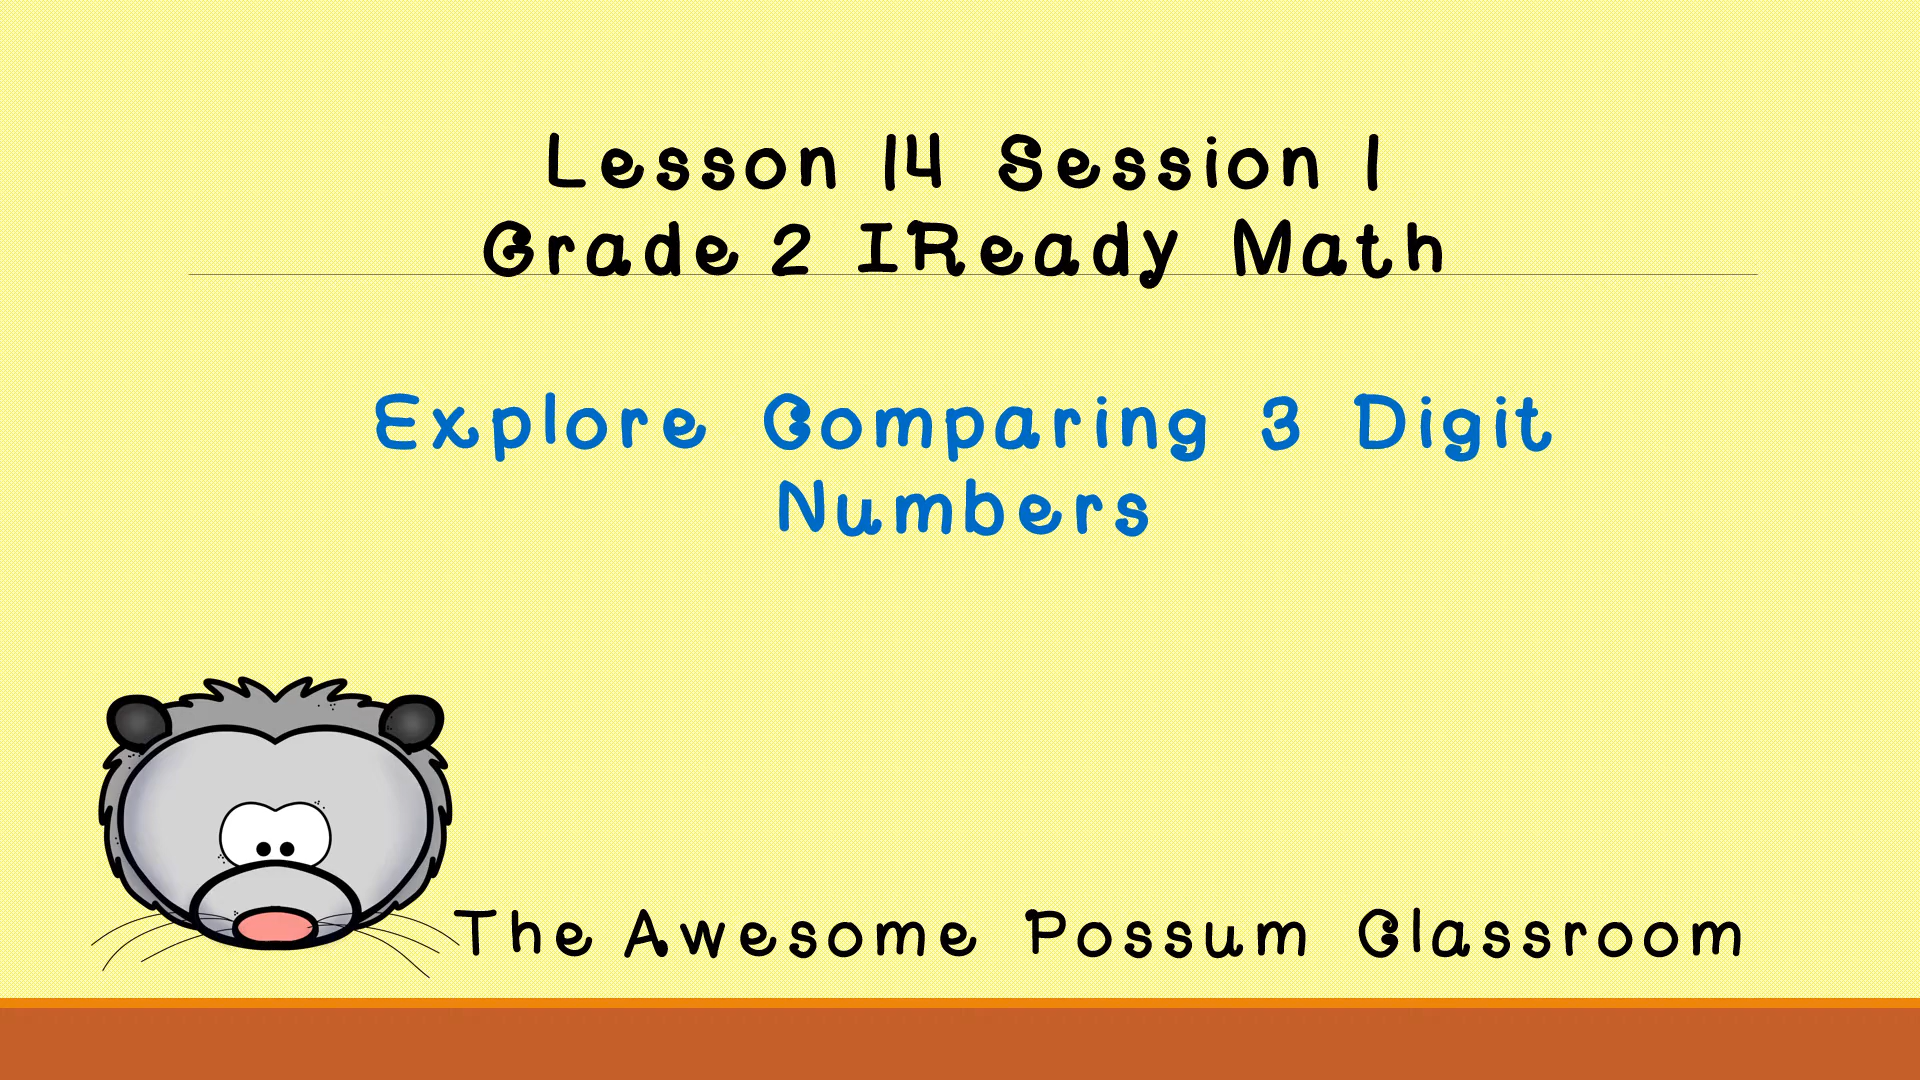 Lesson 14 Session 1
Grade 2 IReady Math
Explore Comparing 3 Digit
Numbers
The Awesome Possum Classroom